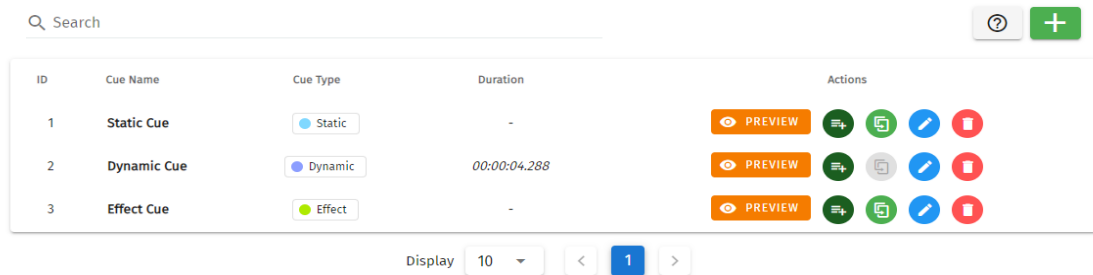 Search
ID Cue Name Cue Type Duration Actions
1 Static Cue Static - PREVIEW
2 Dynamic Cue Dynamic 00:00:04.288 PREVIEW
3 Effect Cue Effect - PREVIEW
Display 10 < 1 >